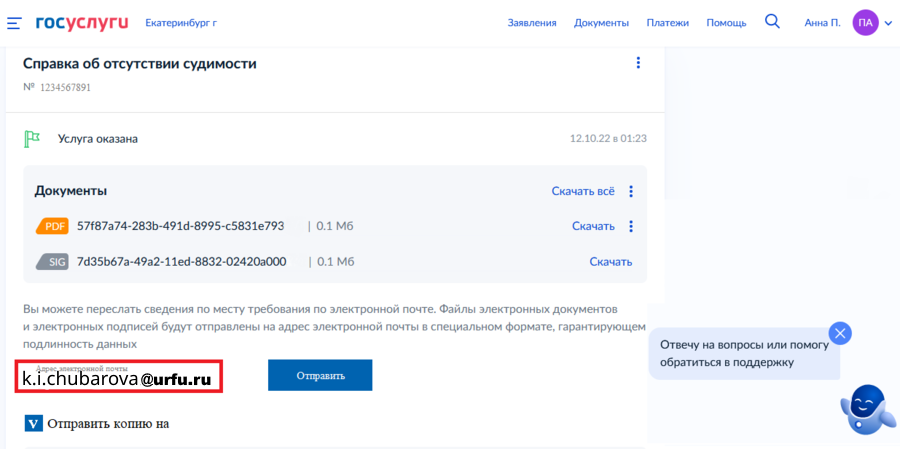 госуслуги
Екатеринбург г
Заявления
Документы
Платежи
Помощь
Анна П.
ПА
Справка об отсутствии судимости
№ 1234567891
Услуга оказана
12.10.22 в 01:23
Документы
Скачать всё
PDF 57f87a74-283b-491d-8995-c5831e793 | 0.1 Мб
Скачать
SIG 7d35b67a-49a2-11ed-8832-02420a000 | 0.1 Мб
Скачать
Вы можете переслать сведения по месту требования по электронной почте. Файлы электронных документов
и электронных подписей будут отправлены на адрес электронной почты в специальном формате, гарантирующем
подлинность данных
Адрес электронной почты
k.i.chubarova@urfu.ru
Отправить
V Отправить копию на
Отвечу на вопросы или помогу
обратиться в поддержку